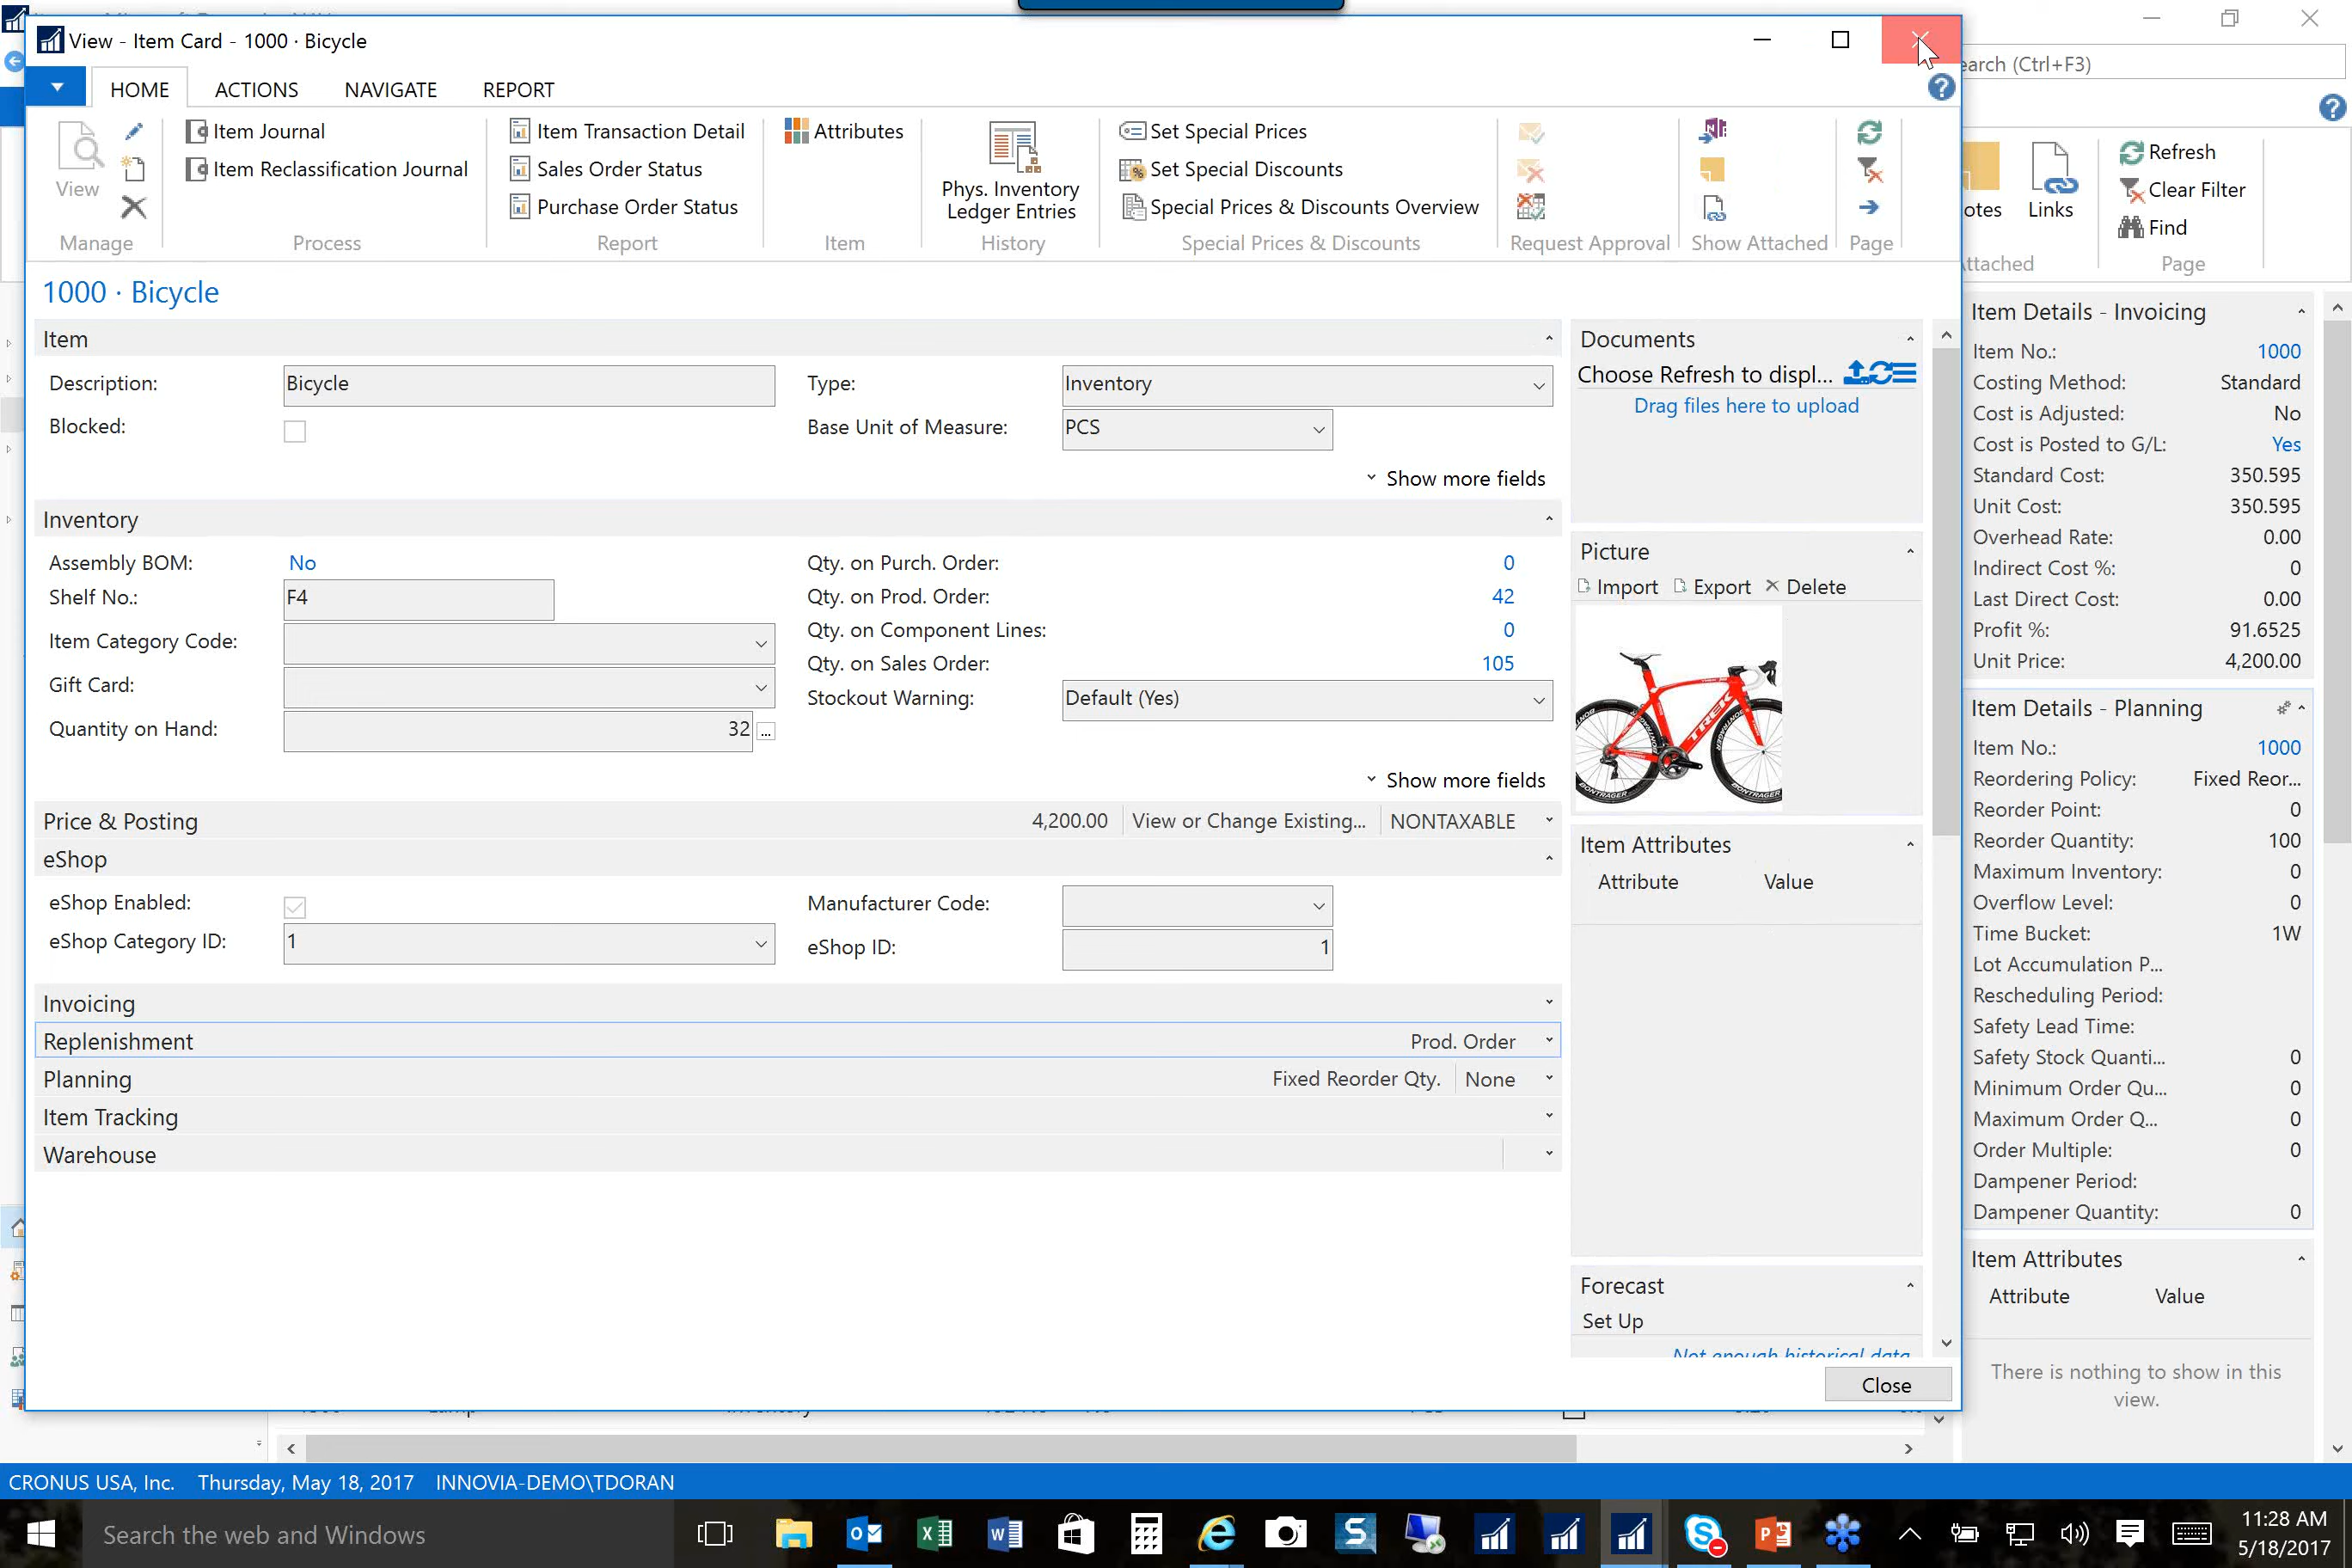 View - Item Card - 1000 · Bicycle
earch (Ctrl+F3)
HOME ACTIONS NAVIGATE REPORT
View
Manage
Item Journal
Item Reclassification Journal
Process
Item Transaction Detail
Sales Order Status
Purchase Order Status
Report
Attributes
Item
Phys. Inventory
Ledger Entries
History
Set Special Prices
Set Special Discounts
Special Prices & Discounts Overview
Special Prices & Discounts
Request Approval
Show Attached
Page
otes
Links
ttached
Refresh
Clear Filter
Find
Page
1000 · Bicycle
Item
Description: Bicycle
Blocked:
Type: Inventory
Base Unit of Measure: PCS
Show more fields
Inventory
Assembly BOM: No
Shelf No.: F4
Item Category Code:
Gift Card:
Quantity on Hand: 32 ...
Qty. on Purch. Order: 0
Qty. on Prod. Order: 42
Qty. on Component Lines: 0
Qty. on Sales Order: 105
Stockout Warning: Default (Yes)
Show more fields
Price & Posting 4,200.00 View or Change Existing... NONTAXABLE
eShop
eShop Enabled:
eShop Category ID: 1
Manufacturer Code:
eShop ID: 1
Invoicing
Replenishment Prod. Order
Planning Fixed Reorder Qty. None
Item Tracking
Warehouse
Documents
Choose Refresh to displ...
Drag files here to upload
Picture
Import Export Delete
TREK
BONTRAGER
BONTRAGER
Item Attributes
Attribute Value
Forecast
Set Up
Not enough historical data
Close
Item Details - Invoicing
Item No.: 1000
Costing Method: Standard
Cost is Adjusted: No
Cost is Posted to G/L: Yes
Standard Cost: 350.595
Unit Cost: 350.595
Overhead Rate: 0.00
Indirect Cost %: 0
Last Direct Cost: 0.00
Profit %: 91.6525
Unit Price: 4,200.00
Item Details - Planning
Item No.: 1000
Reordering Policy: Fixed Reor...
Reorder Point: 0
Reorder Quantity: 100
Maximum Inventory: 0
Overflow Level: 0
Time Bucket: 1W
Lot Accumulation P...
Rescheduling Period:
Safety Lead Time:
Safety Stock Quanti... 0
Minimum Order Qu... 0
Maximum Order Q... 0
Order Multiple: 0
Dampener Period:
Dampener Quantity: 0
Item Attributes
Attribute Value
There is nothing to show in this
view.
CRONUS USA, Inc. Thursday, May 18, 2017 INNOVIA-DEMO\TDORAN
Search the web and Windows
11:28 AM
5/18/2017